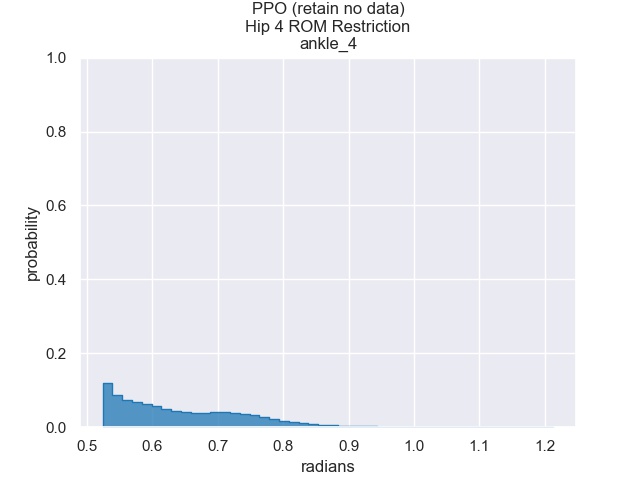 PPO (retain no data)
Hip 4 ROM Restriction
ankle_4
1.0
0.8
0.6
0.4
0.2
0.0
probability
0.5 0.6 0.7 0.8 0.9 1.0 1.1 1.2
radians